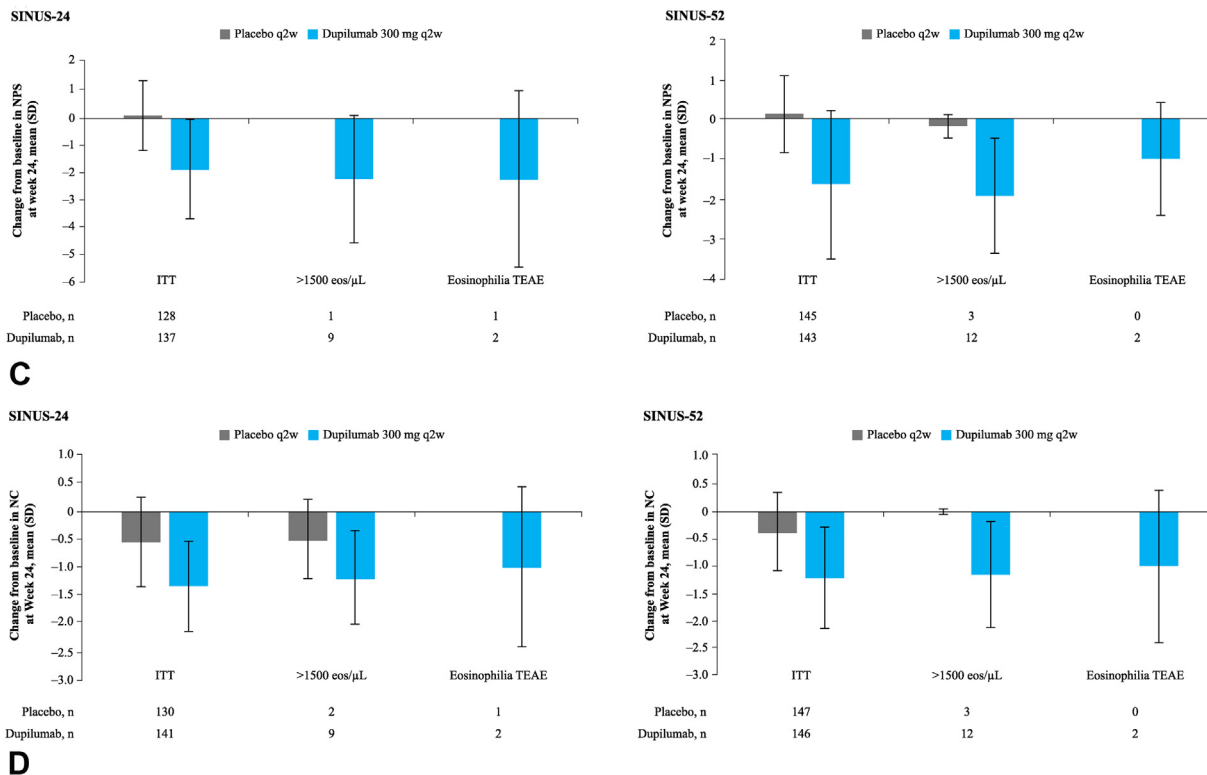 SINUS-24
Placebo q2w Dupilumab 300 mg q2w
Change from baseline in NPS
at week 24, mean (SD)
2
1
0
–1
–2
–3
–4
–5
–6
ITT >1500 eos/µL Eosinophilia TEAE
Placebo, n 128 1 1
Dupilumab, n 137 9 2
SINUS-52
Placebo q2w Dupilumab 300 mg q2w
Change from baseline in NPS
at week 24, mean (SD)
2
1
0
–1
–2
–3
–4
ITT >1500 eos/µL Eosinophilia TEAE
Placebo, n 145 3 0
Dupilumab, n 143 12 2
C
SINUS-24
Placebo q2w Dupilumab 300 mg q2w
Change from baseline in NC
at Week 24, mean (SD)
1.0
0.5
0
–0.5
–1.0
–1.5
–2.0
–2.5
–3.0
ITT >1500 eos/µL Eosinophilia TEAE
Placebo, n 130 2 1
Dupilumab, n 141 9 2
SINUS-52
Placebo q2w Dupilumab 300 mg q2w
Change from baseline in NC
at Week 24, mean (SD)
1.0
0.5
0
–0.5
–1.0
–1.5
–2.0
–2.5
–3.0
ITT >1500 eos/µL Eosinophilia TEAE
Placebo, n 147 3 0
Dupilumab, n 146 12 2
D